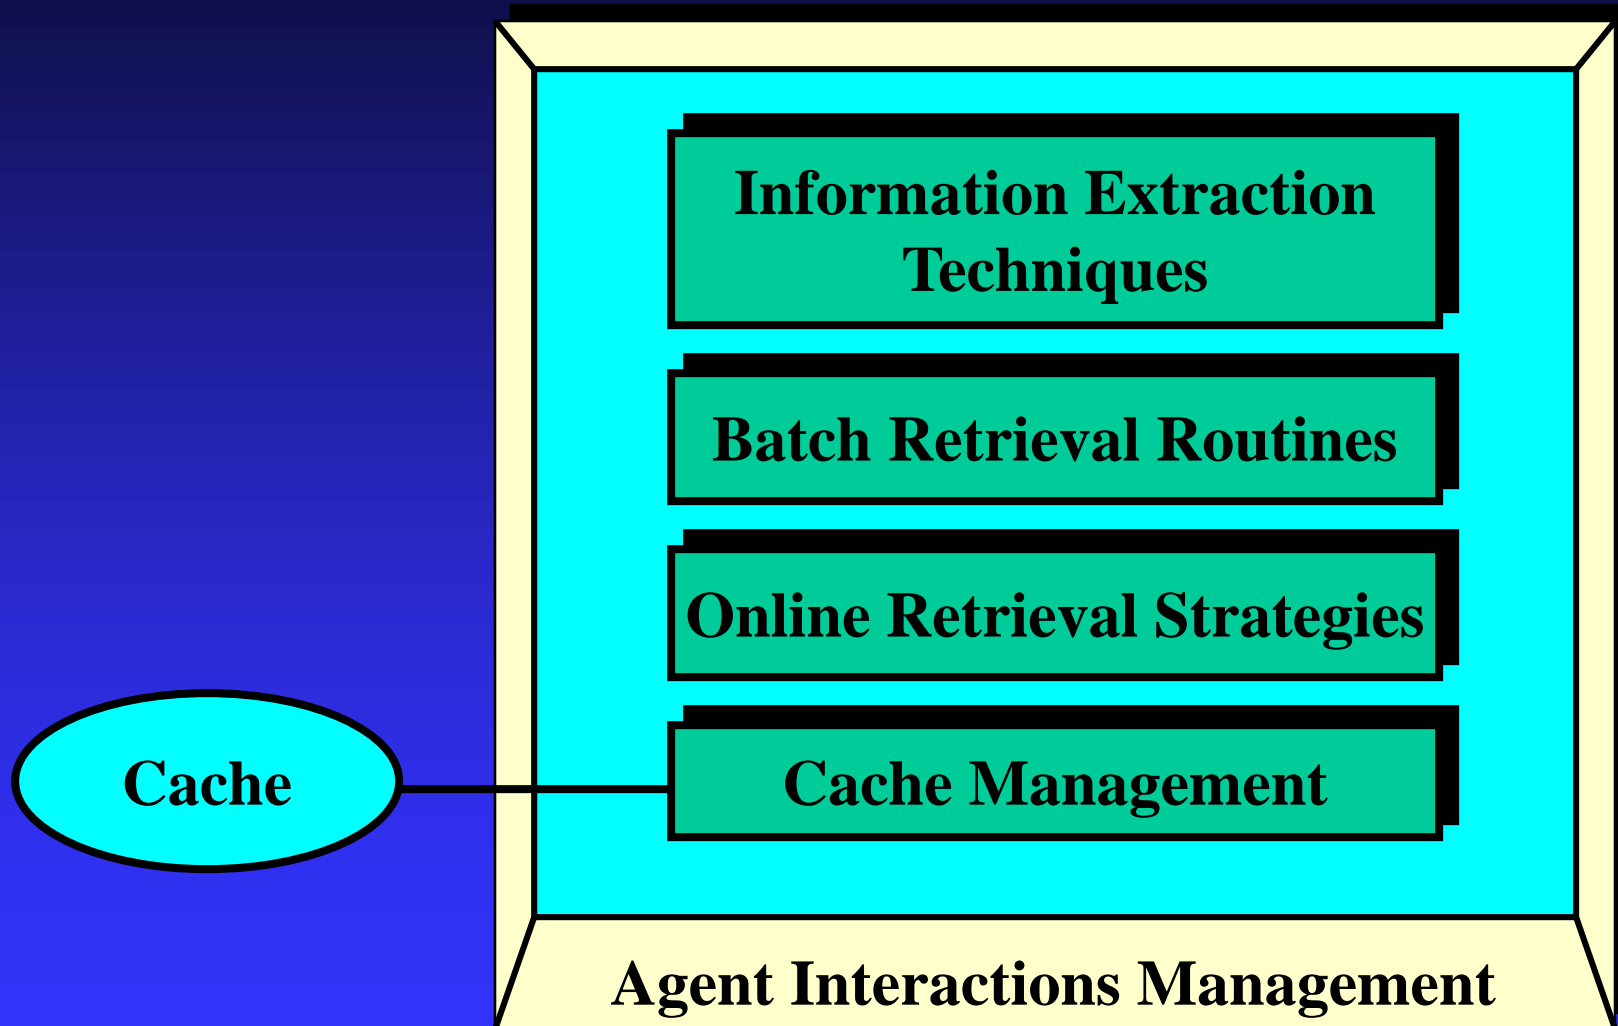 Information Extraction
Techniques
Batch Retrieval Routines
Online Retrieval Strategies
Cache
Cache Management
Agent Interactions Management